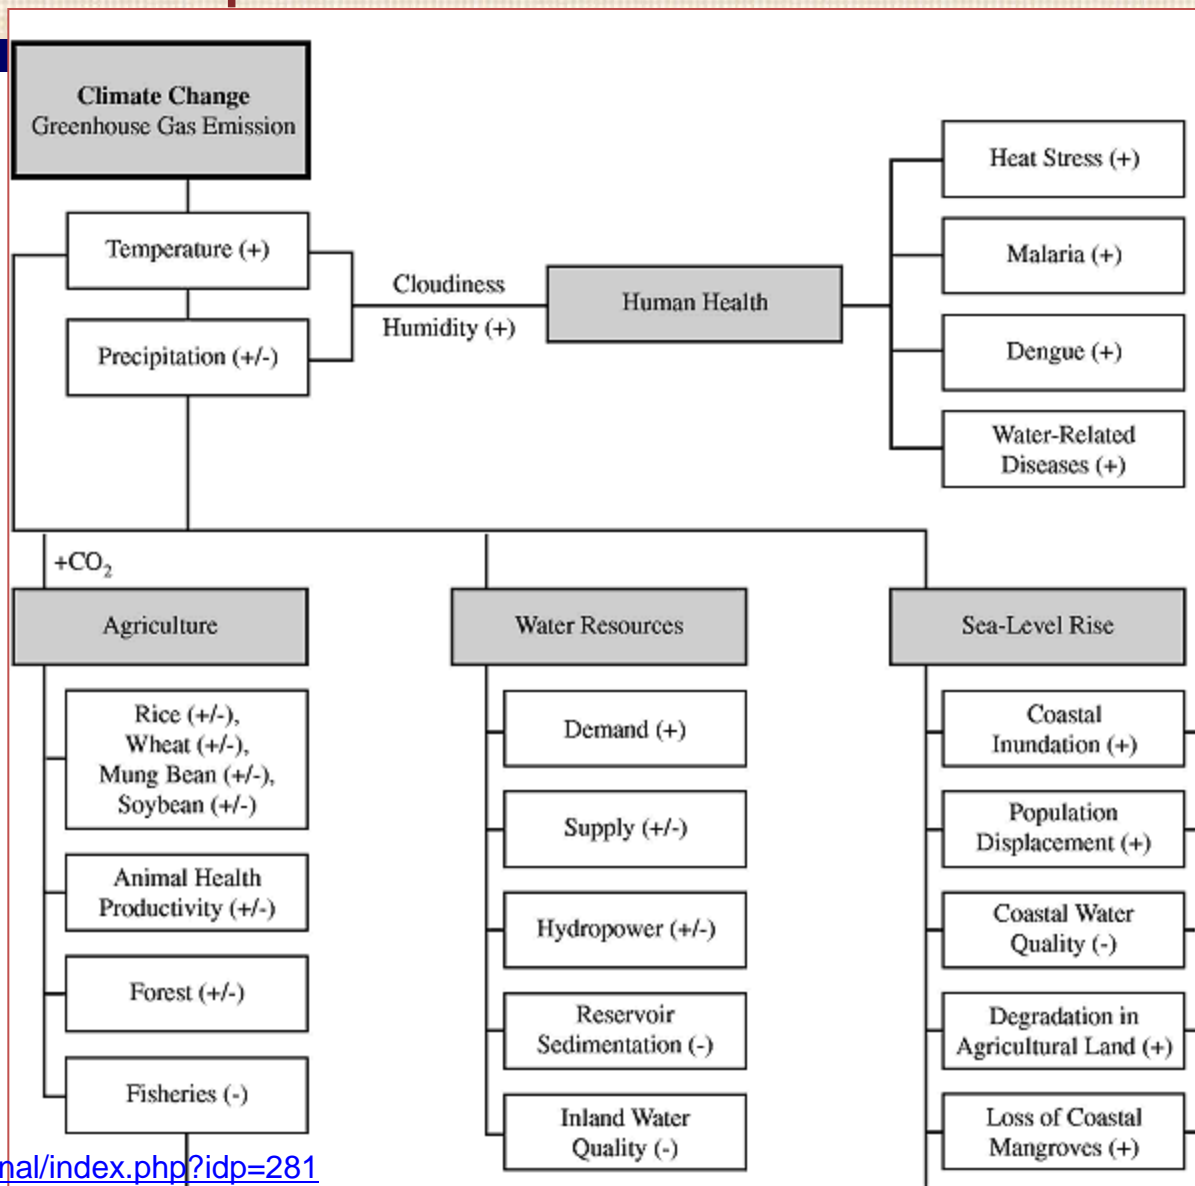 Climate Change
Greenhouse Gas Emission
Temperature (+)
Precipitation (+/-)
Cloudiness
Humidity (+)
Human Health
Heat Stress (+)
Malaria (+)
Dengue (+)
Water-Related
Diseases (+)
+CO₂
Agriculture
Rice (+/-),
Wheat (+/-),
Mung Bean (+/-),
Soybean (+/-)
Animal Health
Productivity (+/-)
Forest (+/-)
Fisheries (-)
Water Resources
Demand (+)
Supply (+/-)
Hydropower (+/-)
Reservoir
Sedimentation (-)
Inland Water
Quality (-)
Sea-Level Rise
Coastal
Inundation (+)
Population
Displacement (+)
Coastal Water
Quality (-)
Degradation in
Agricultural Land (+)
Loss of Coastal
Mangroves (+)
nal/index.php?idp=281